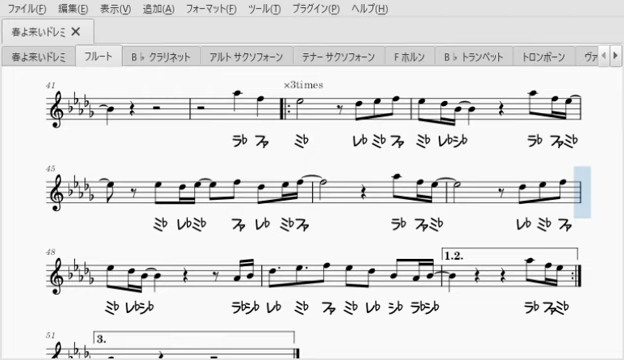 ファイル(F) 編集(E) 表示(V) 追加(A) フォーマット(F) ツール(T) プラグイン(P) ヘルプ(H)
春よ来いドレミ ×
春よ来いドレミ フルート B♭ クラリネット アルト サクソフォーン テナー サクソフォーン F ホルン B♭ トランペット トロンボーン ヴァ
41 ×3times
ラ♭ ファ ミ♭ レ♭ ミ♭ ファ ミ♭ レ♭シ♭ ラ♭ ファミ♭
45
ミ♭ レ♭ミ♭ ファ レ♭ ミ♭ファ ラ♭ ファミ♭ レ♭ ミ♭ ファ
48 1.2.
ミ♭ レ♭シ♭ ラ♭シ♭ レ♭ ミ♭ ファ ミ♭ レ♭ シ♭ ラ♭シ♭ ラ♭ ファミ♭
51 3.